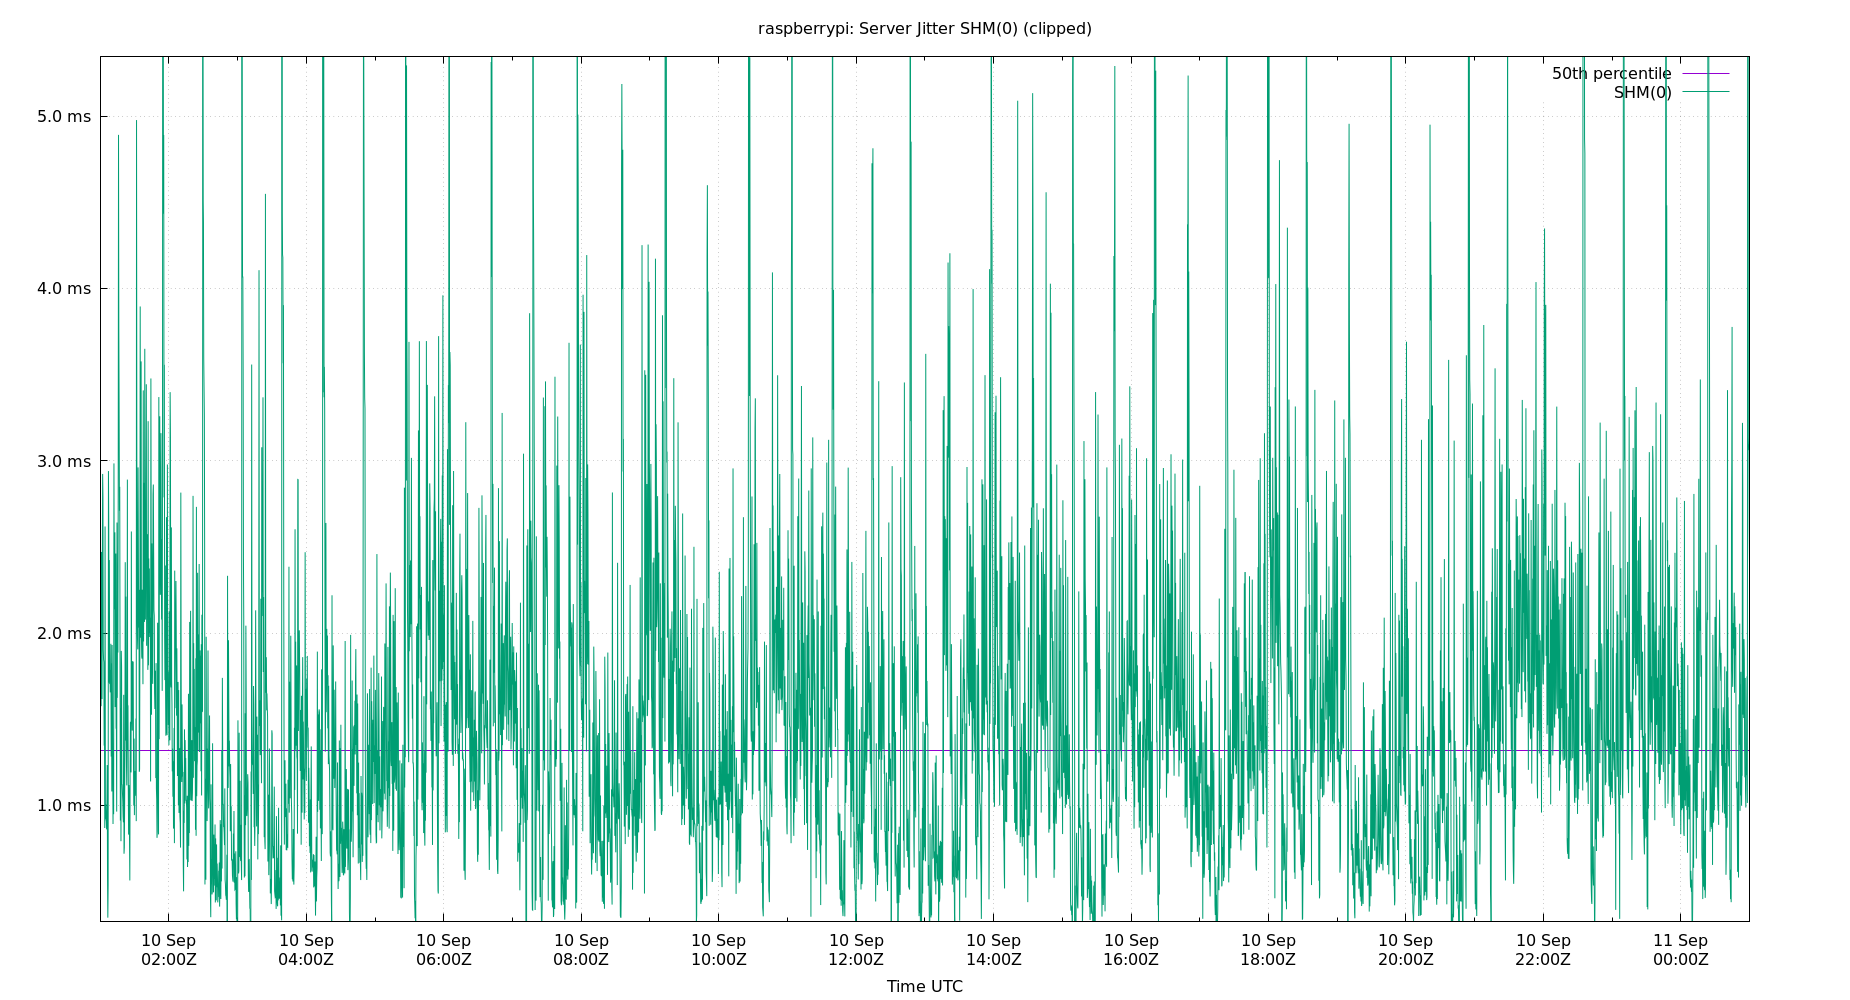 raspberrypi: Server Jitter SHM(0) (clipped)
50th percentile
SHM(0)
5.0 ms
4.0 ms
3.0 ms
2.0 ms
1.0 ms
10 Sep 10 Sep 10 Sep 10 Sep 10 Sep 10 Sep 10 Sep 10 Sep 10 Sep 10 Sep 10 Sep 11 Sep
02:00Z 04:00Z 06:00Z 08:00Z 10:00Z 12:00Z 14:00Z 16:00Z 18:00Z 20:00Z 22:00Z 00:00Z
Time UTC